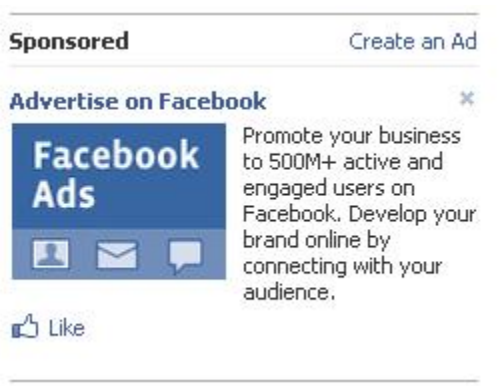 Sponsored Create an Ad
Advertise on Facebook
Facebook
Ads
Promote your business
to 500M+ active and
engaged users on
Facebook. Develop your
brand online by
connecting with your
audience.
Like